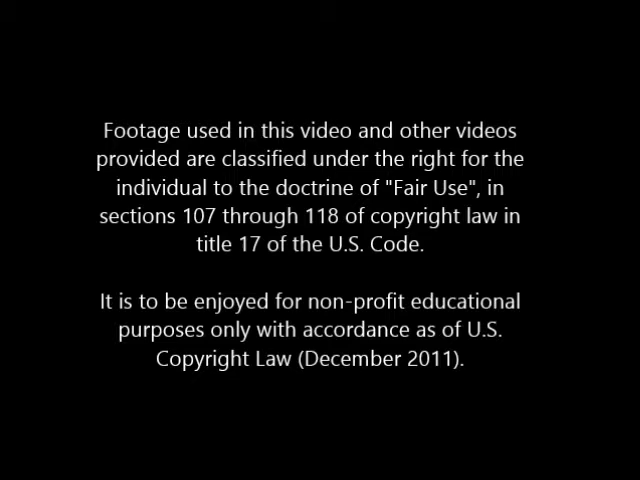 Footage used in this video and other videos
provided are classified under the right for the
individual to the doctrine of "Fair Use", in
sections 107 through 118 of copyright law in
title 17 of the U.S. Code.
It is to be enjoyed for non-profit educational
purposes only with accordance as of U.S.
Copyright Law (December 2011).